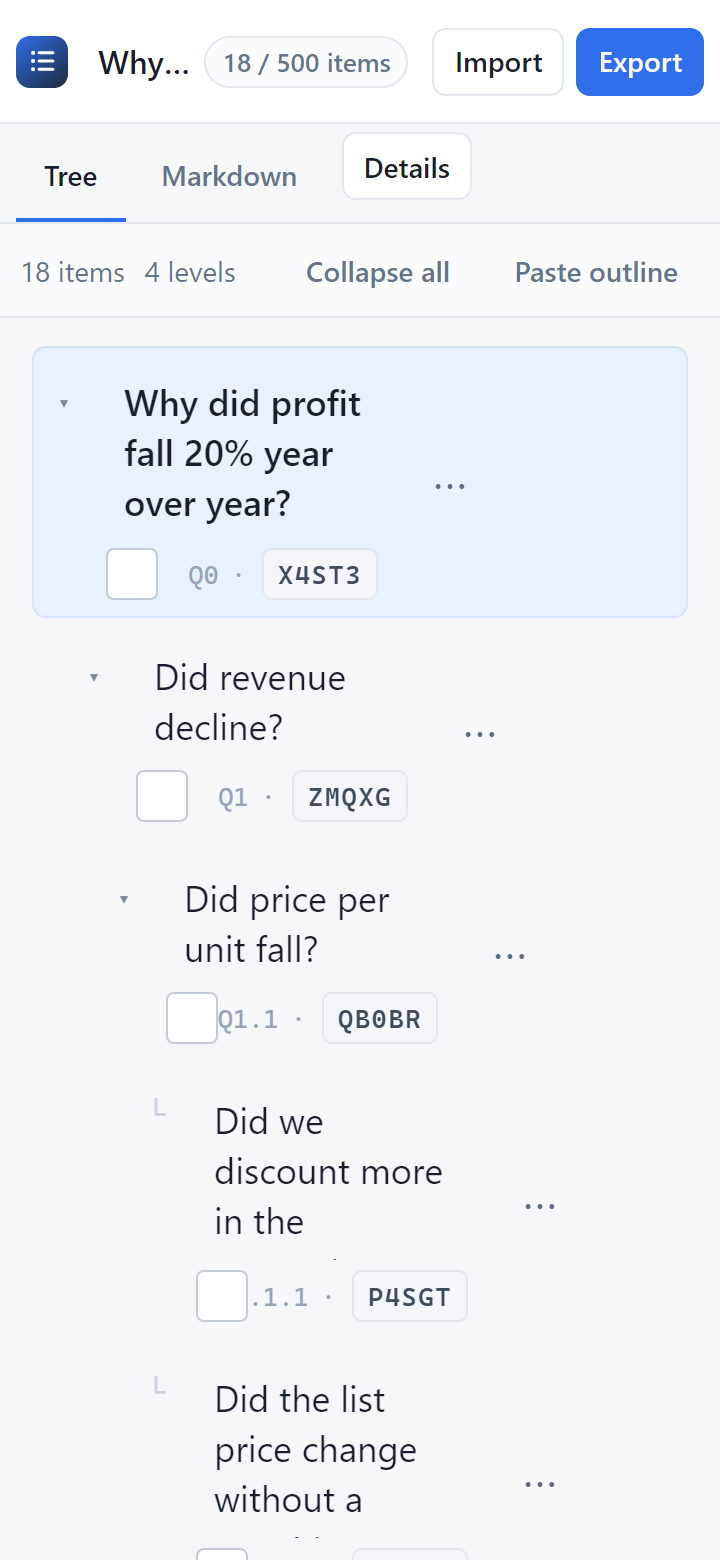 Why...
18 / 500 items
Import
Export
Tree
Markdown
Details
18 items
4 levels
Collapse all
Paste outline
Why did profit
fall 20% year
over year?
...
Q0 ·
X4ST3
Did revenue
decline?
...
Q1 ·
ZMQXG
Did price per
unit fall?
...
Q1.1 ·
QB0BR
Did we
discount more
in the
...
.1.1 ·
P4SGT
Did the list
price change
without a
...